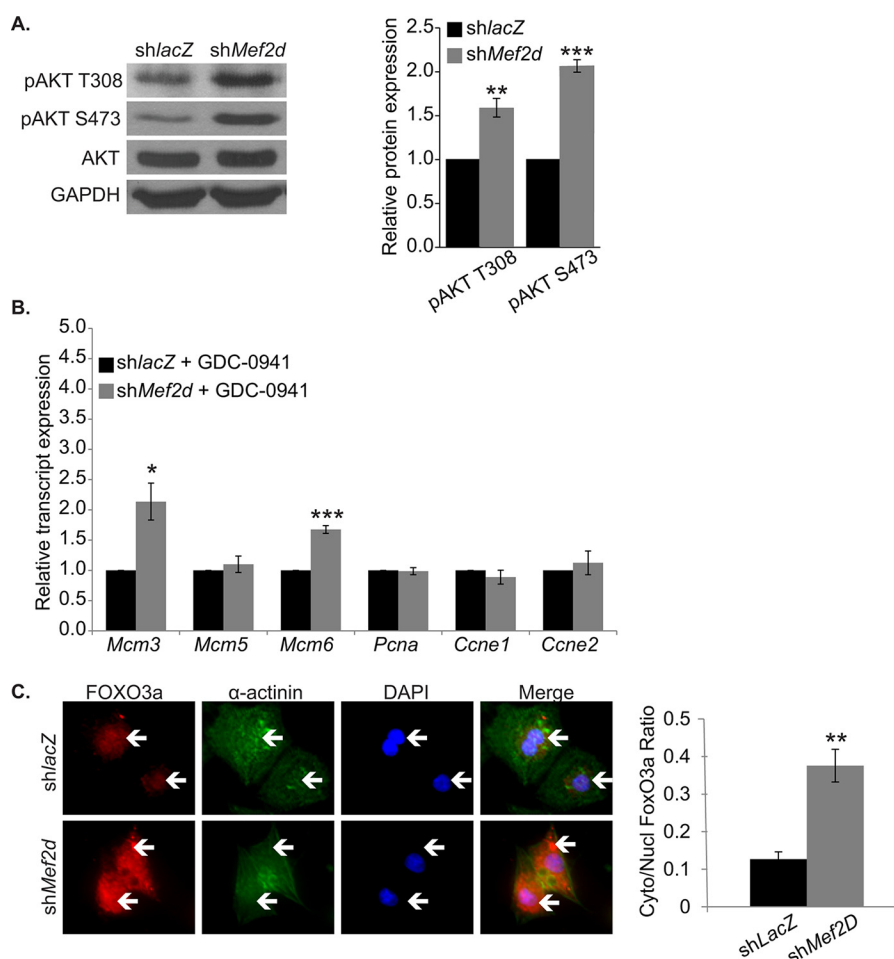 A.
shlacZ shMef2d
pAKT T308
pAKT S473
AKT
GAPDH
Relative protein expression
2.5
2.0
1.5
1.0
0.5
0.0
shlacZ
shMef2d
**
***
pAKT T308
pAKT S473
B.
Relative transcript expression
5.0
4.5
4.0
3.5
3.0
2.5
2.0
1.5
1.0
0.5
0.0
shlacZ + GDC-0941
shMef2d + GDC-0941
*
***
Mcm3 Mcm5 Mcm6 Pcna Ccne1 Ccne2
C.
FOXO3a α-actinin DAPI Merge
shlacZ
shMef2d
Cyto/Nucl FoxO3a Ratio
0.5
0.4
0.3
0.2
0.1
0
**
shLacZ
shMef2D